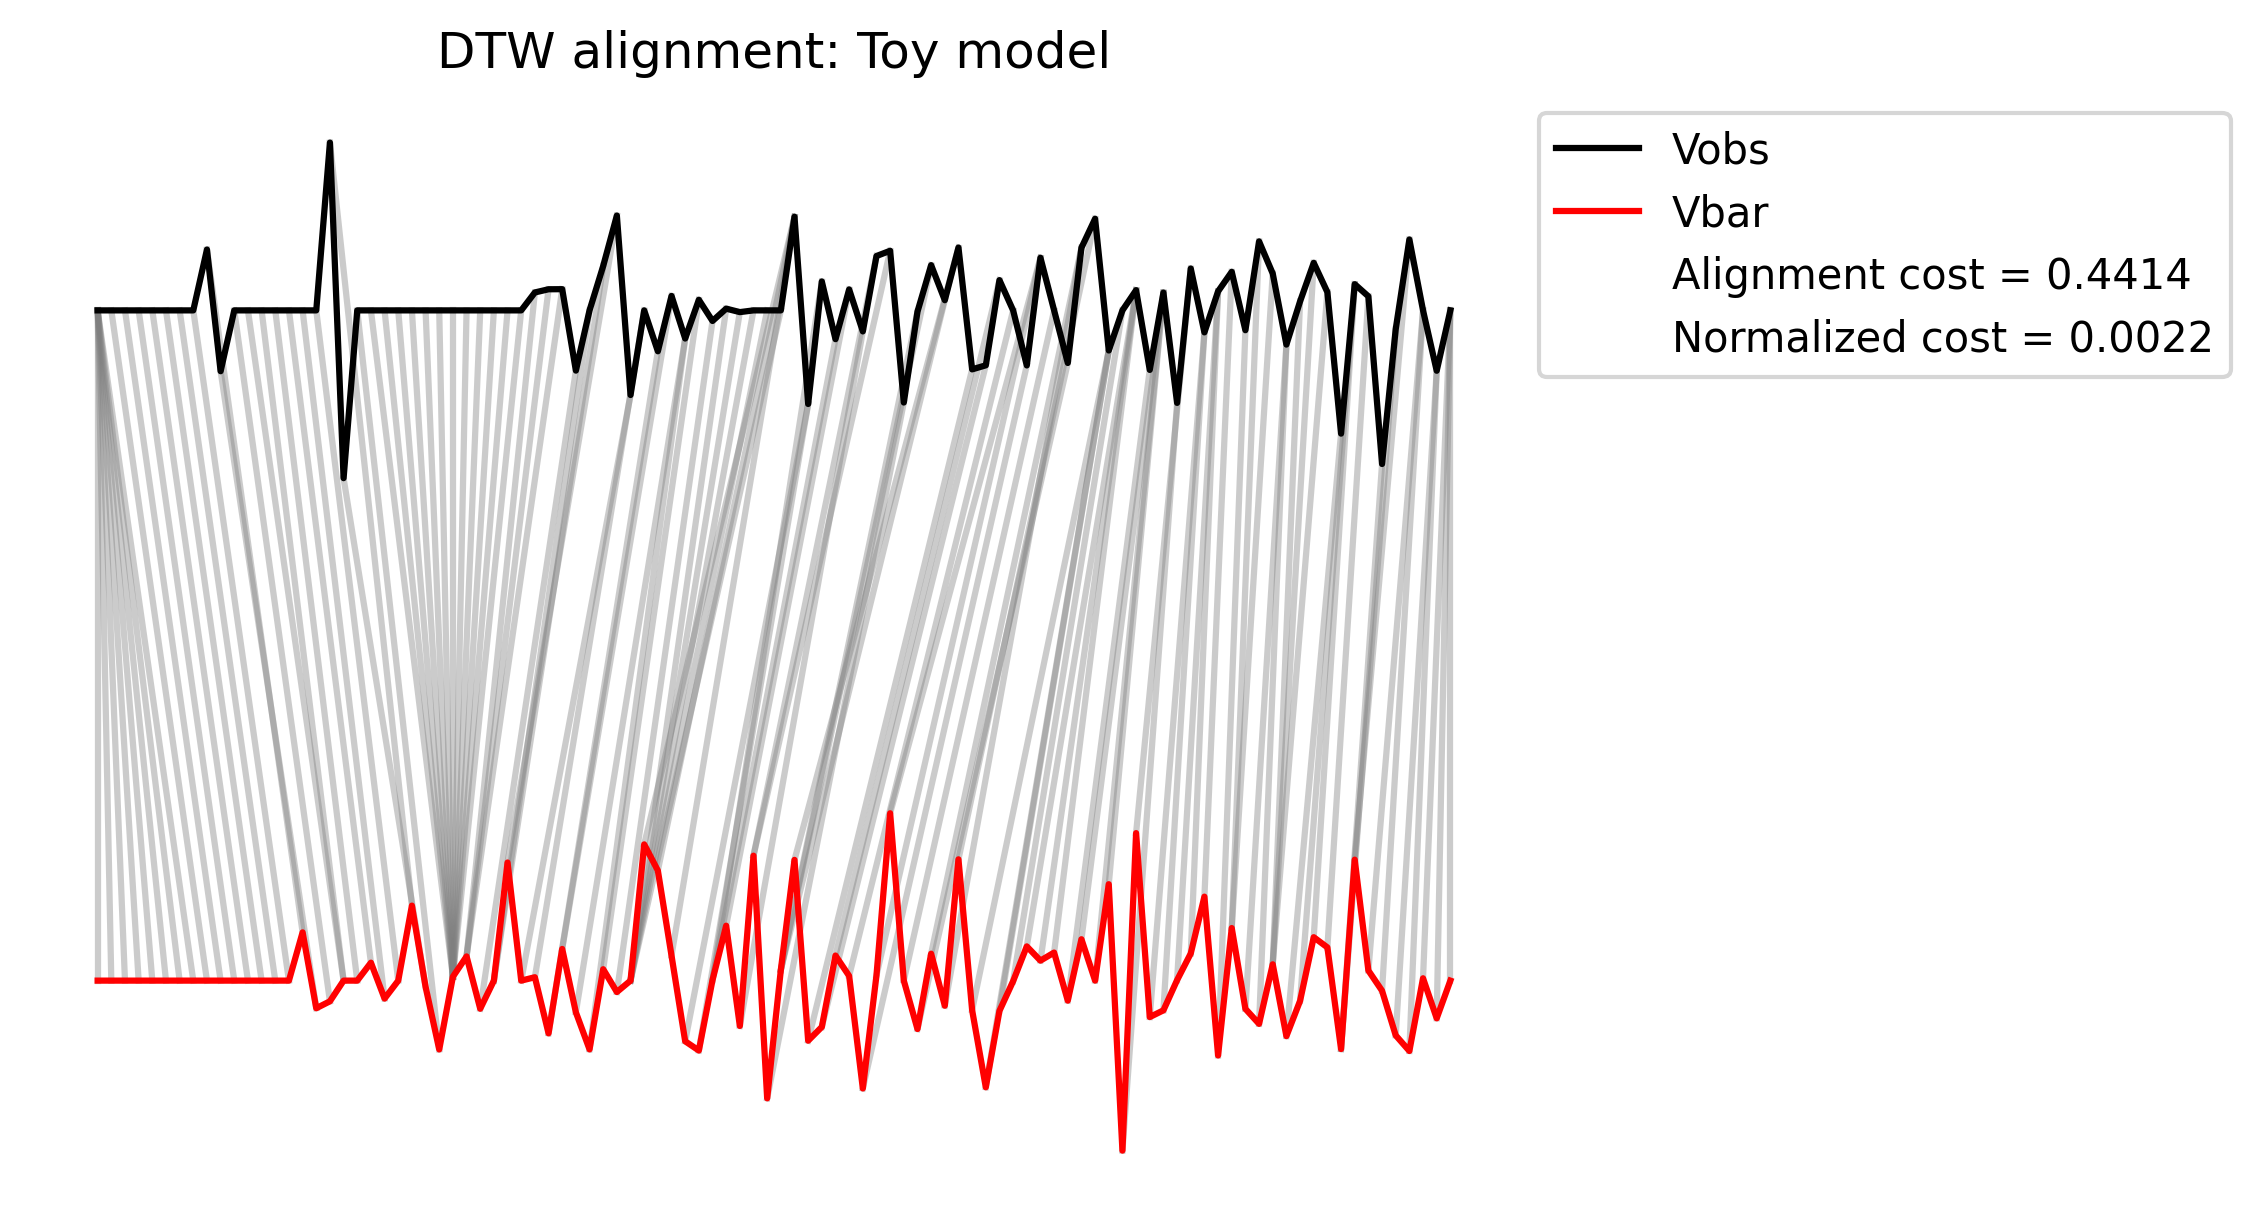 DTW alignment: Toy model
Vobs
Vbar
Alignment cost = 0.4414
Normalized cost = 0.0022